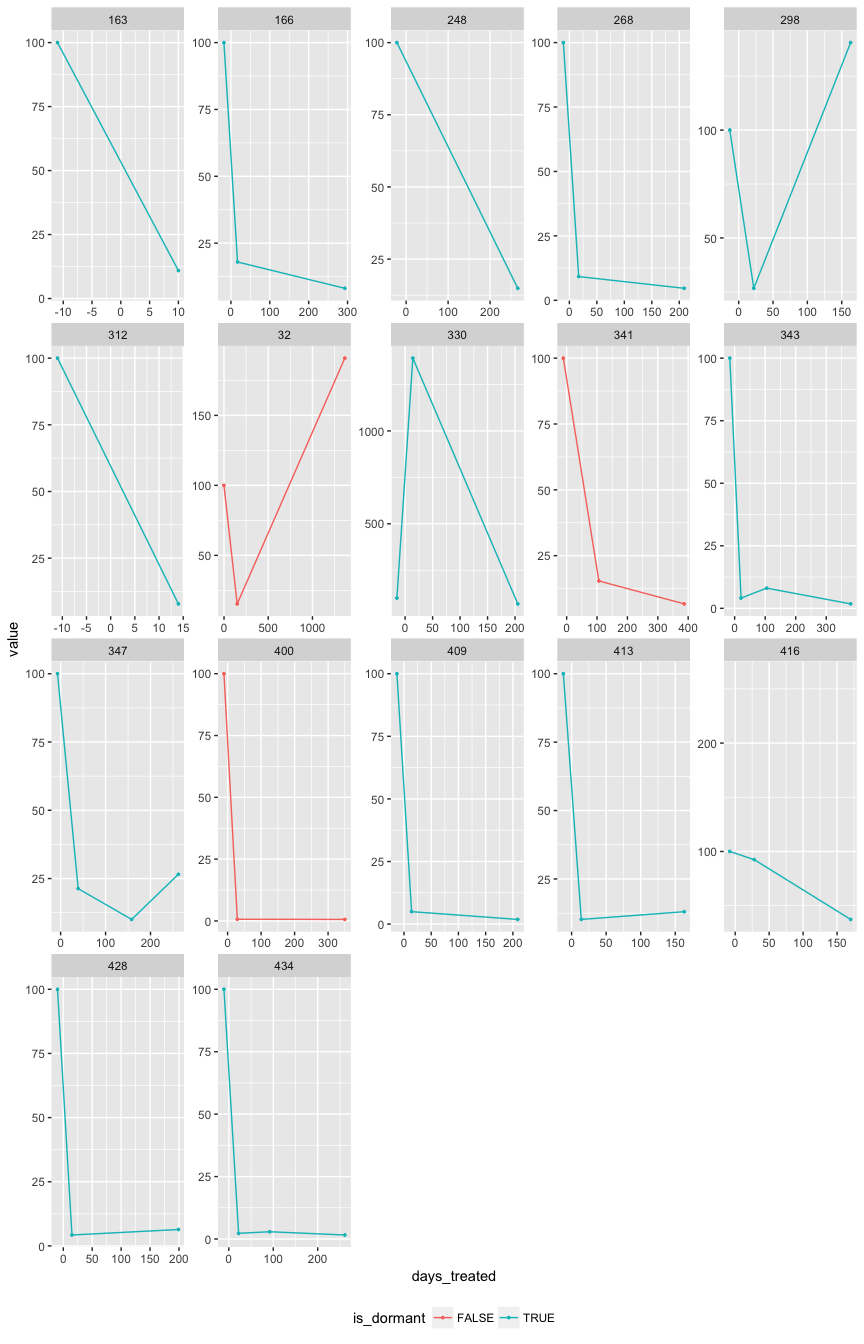 163 166 248 268 298
100 100 100 100
75 75 75 75 100
50 50 50 50
25 25 25 25 50
0 0
-10 -5 0 5 10 0 100 200 300 0 100 200 0 50 100 150 200 0 50 100 150
312 32 330 341 343
100 100 100
75 150 1000 75 75
50 100 50 50
25 50 500 25 25
0
-10 -5 0 5 10 15 0 500 1000 0 50 100 150 200 0 100 200 300 400 0 100 200 300
value
347 400 409 413 416
100 100 100 100
75 75 75 75 200
50 50 50 50
25 25 25 25 100
0 0
0 100 200 0 100 200 300 0 50 100 150 200 0 50 100 150 0 50 100 150
428 434
100 100
75 75
50 50
25 25
0 0
0 50 100 150 200 0 100 200
days_treated
is_dormant FALSE TRUE